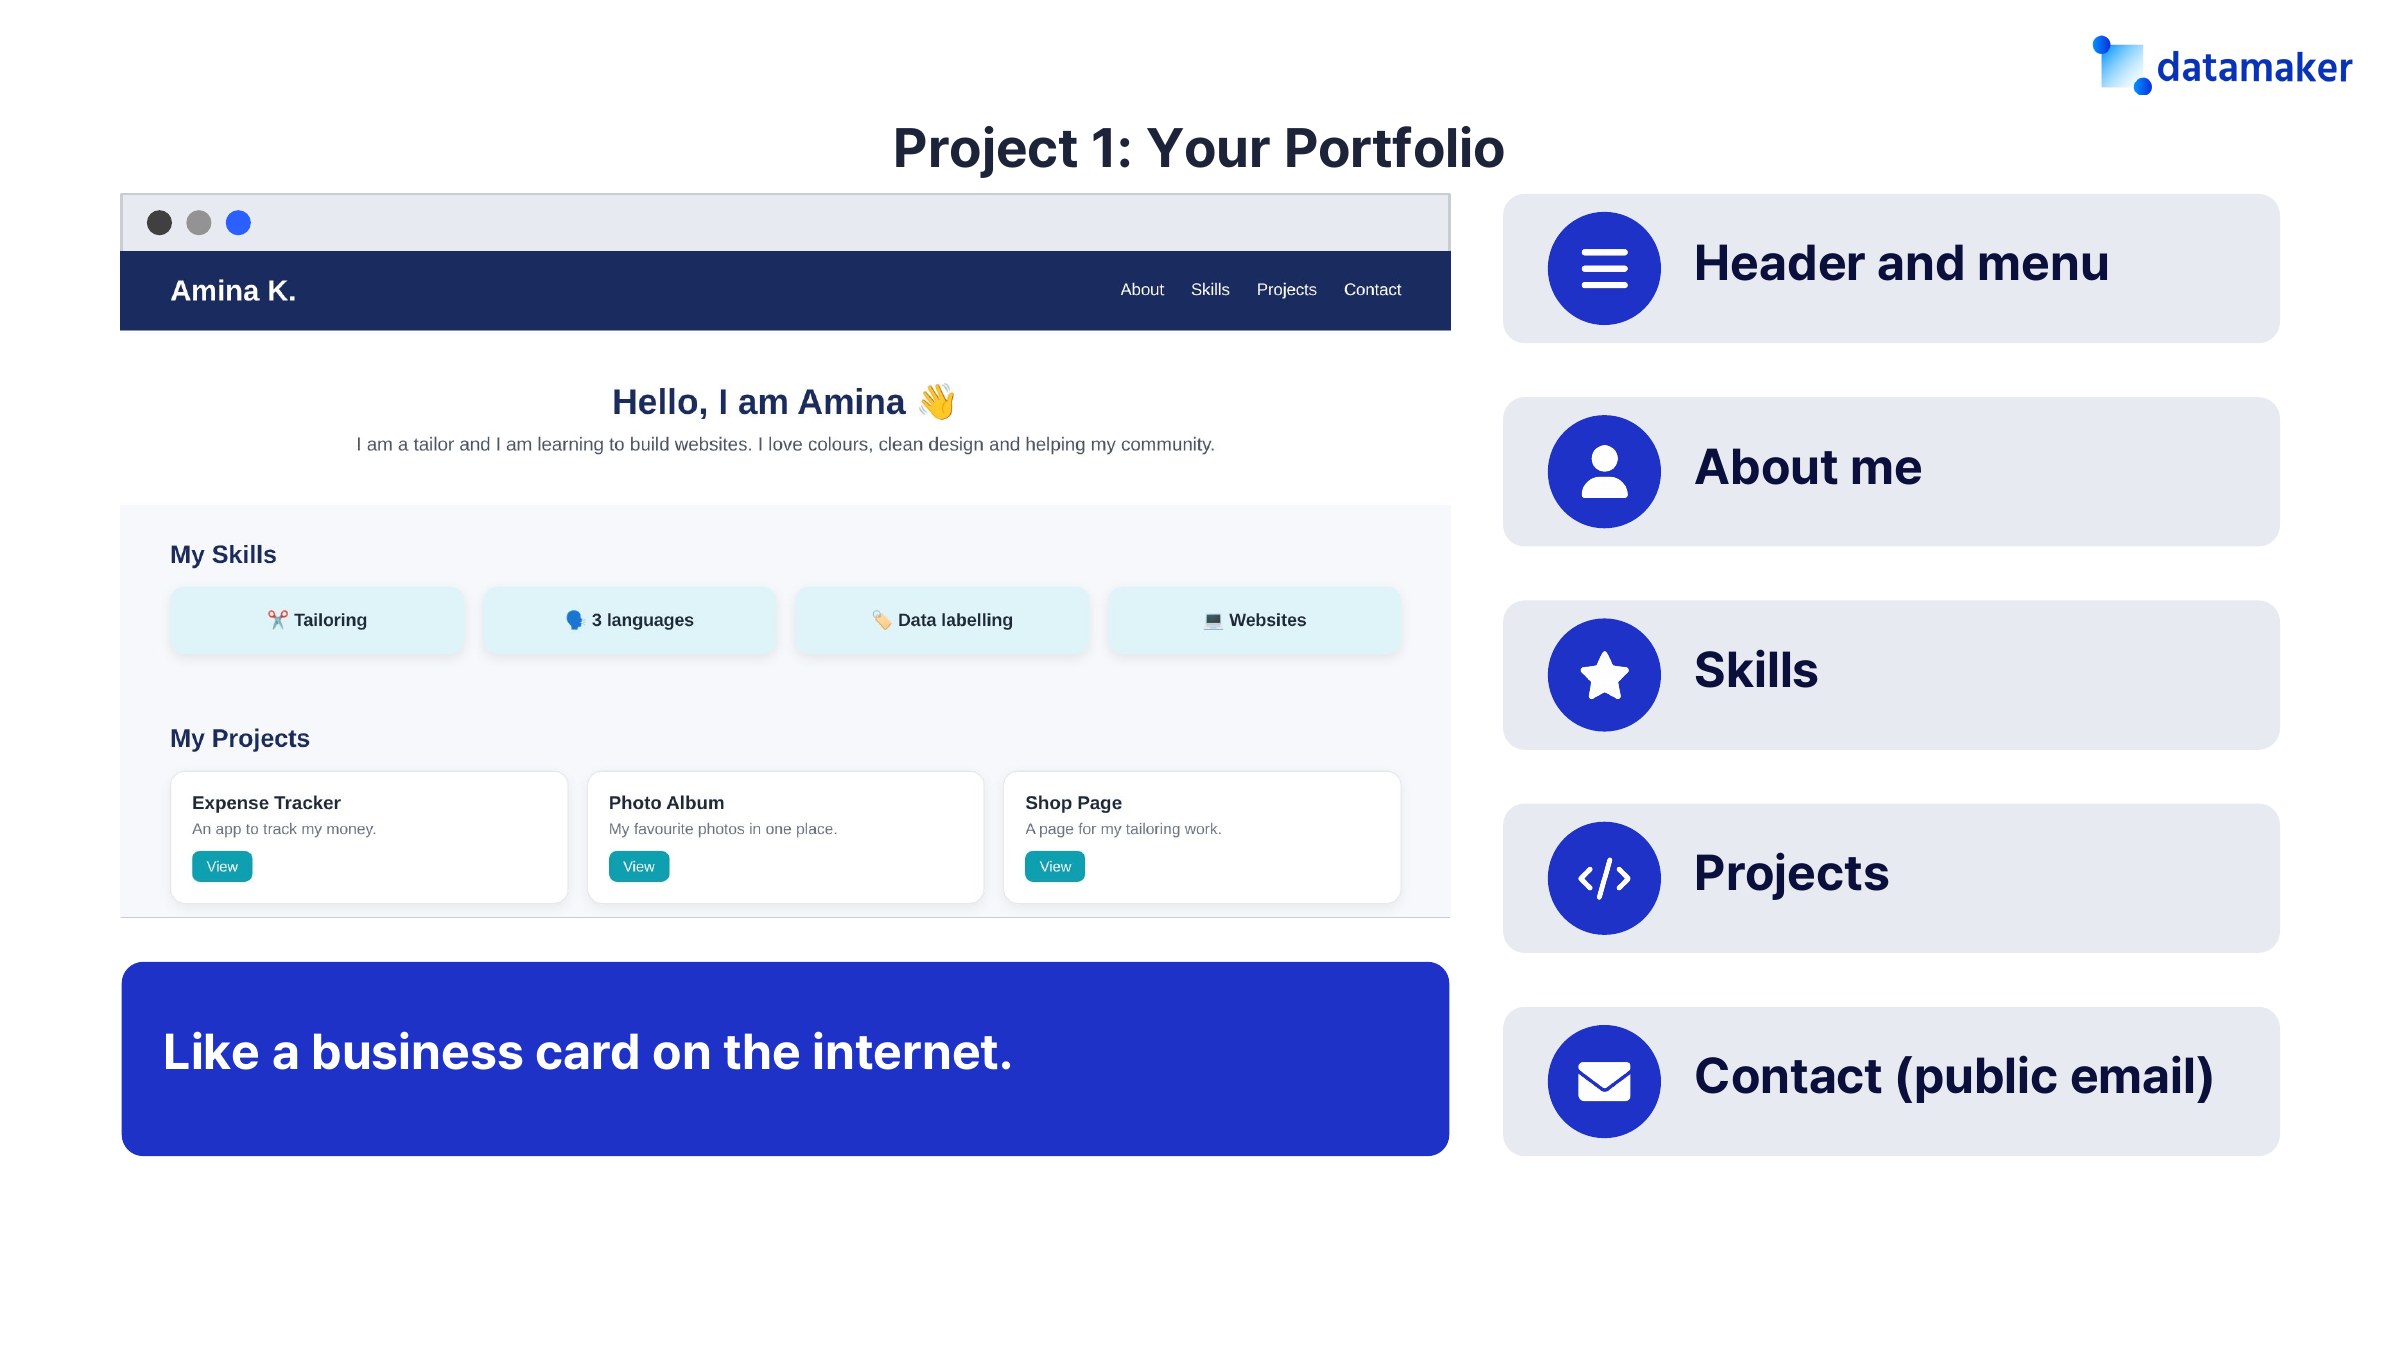 datamaker
Project 1: Your Portfolio
Amina K.
About Skills Projects Contact
Hello, I am Amina 👋
I am a tailor and I am learning to build websites. I love colours, clean design and helping my community.
My Skills
✂️ Tailoring
🗣️ 3 languages
🏷️ Data labelling
💻 Websites
My Projects
Expense Tracker
An app to track my money.
View
Photo Album
My favourite photos in one place.
View
Shop Page
A page for my tailoring work.
View
Like a business card on the internet.
Header and menu
About me
Skills
Projects
Contact (public email)